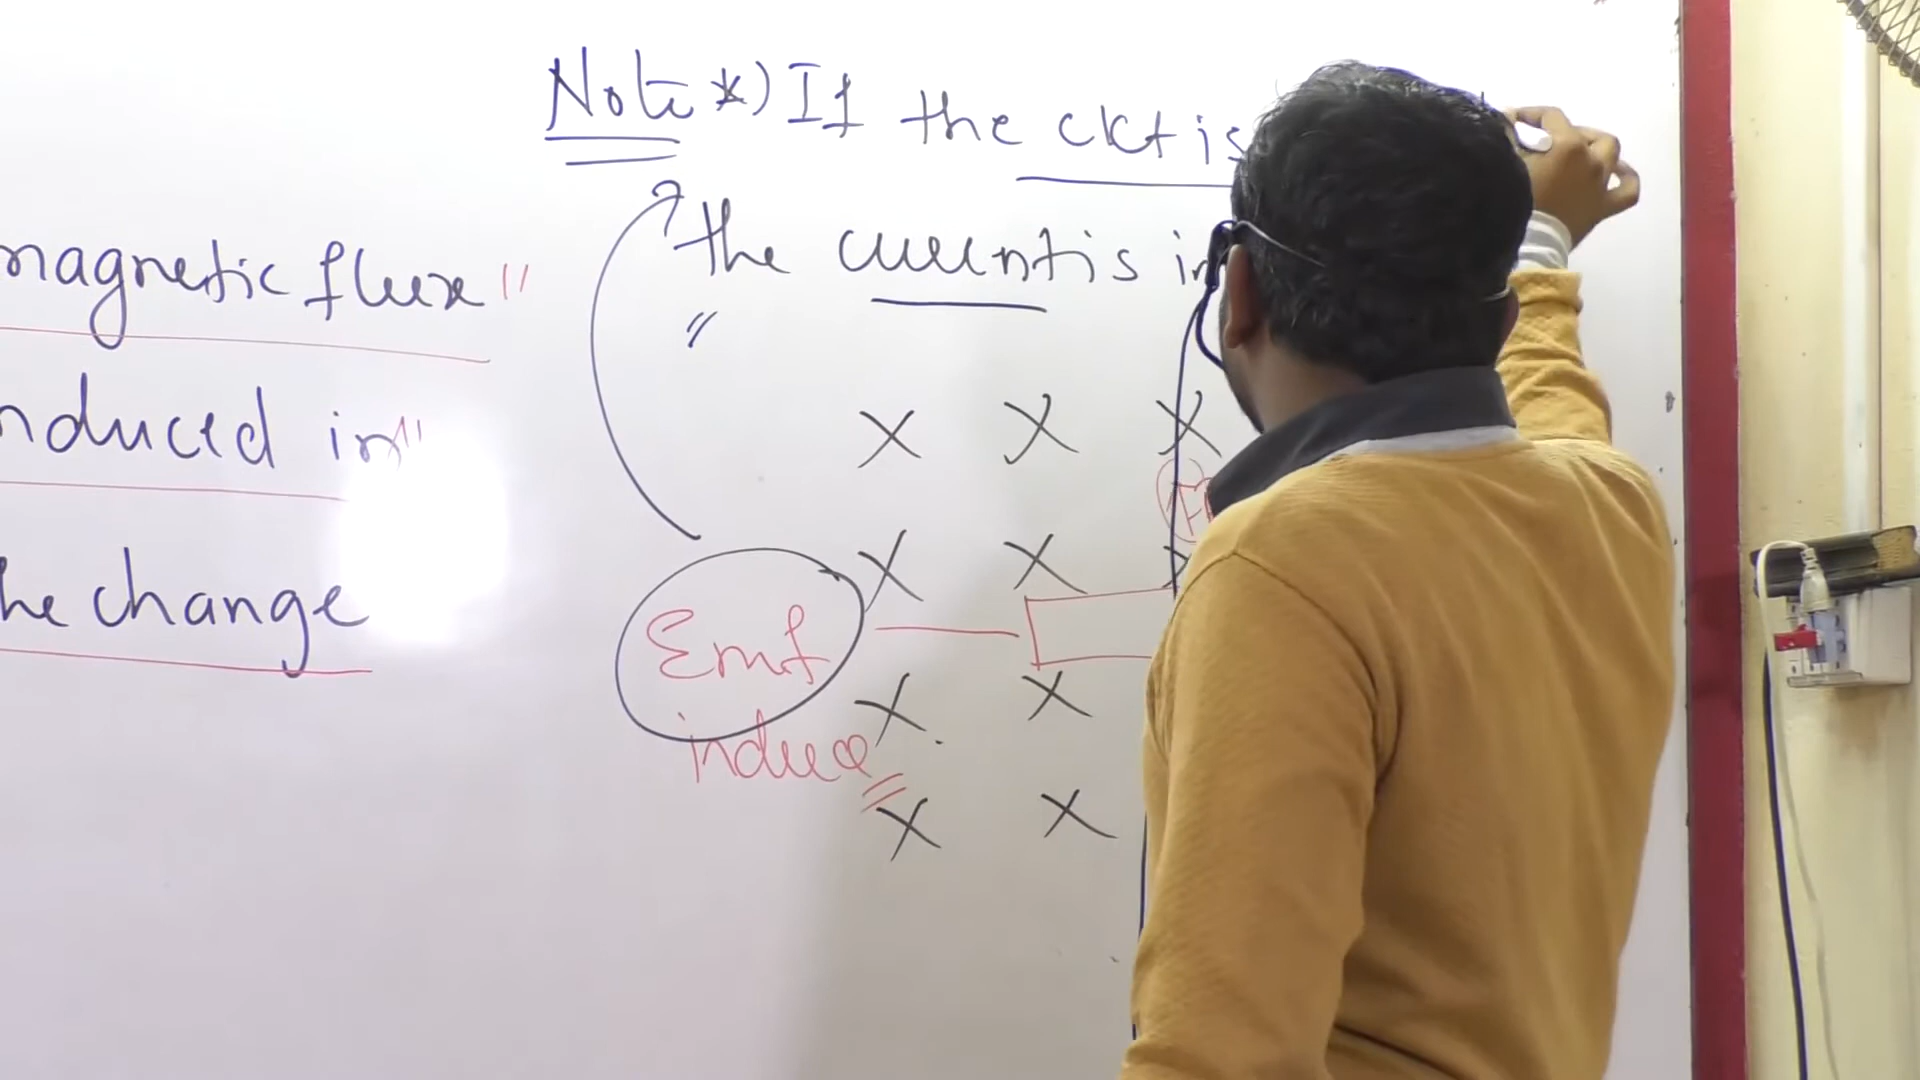 magnetic flux"
nduced in"
he change
Note *) If the ckt is
the current is in
"
X X X
X X
Emf
induce
X X
X X